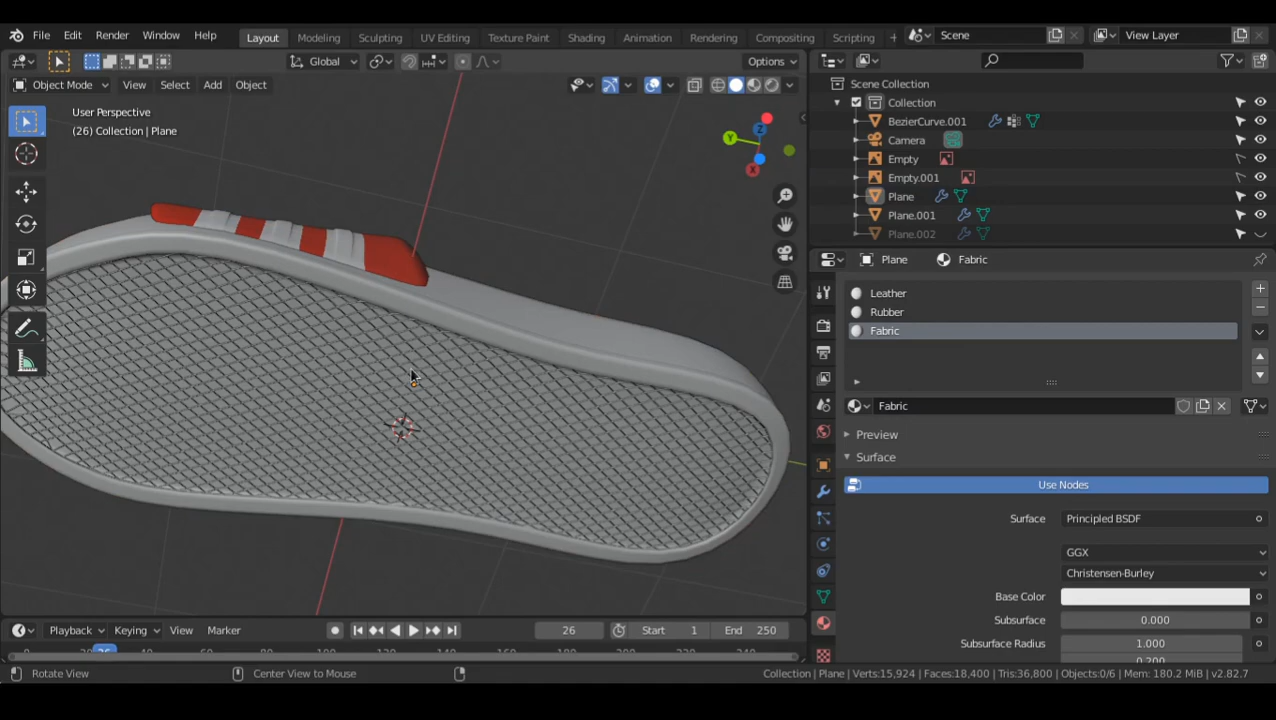 File Edit Render Window Help Layout Modeling Sculpting UV Editing Texture Paint Shading Animation Rendering Compositing Scripting Scene View Layer
Global Options
Object Mode View Select Add Object
User Perspective
(26) Collection | Plane
Z
Y
X
Scene Collection
Collection
BezierCurve.001
Camera
Empty
Empty.001
Plane
Plane.001
Plane.002
Plane Fabric
Leather
Rubber
Fabric
Fabric
Preview
Surface
Use Nodes
Surface Principled BSDF
GGX
Christensen-Burley
Base Color
Subsurface 0.000
Subsurface Radius 1.000
0.200
Playback Keying View Marker 26 Start 1 End 250
Rotate View Center View to Mouse Collection | Plane | Verts:15,924 | Faces:18,400 | Tris:36,800 | Objects:0/6 | Mem: 180.2 MiB | v2.82.7